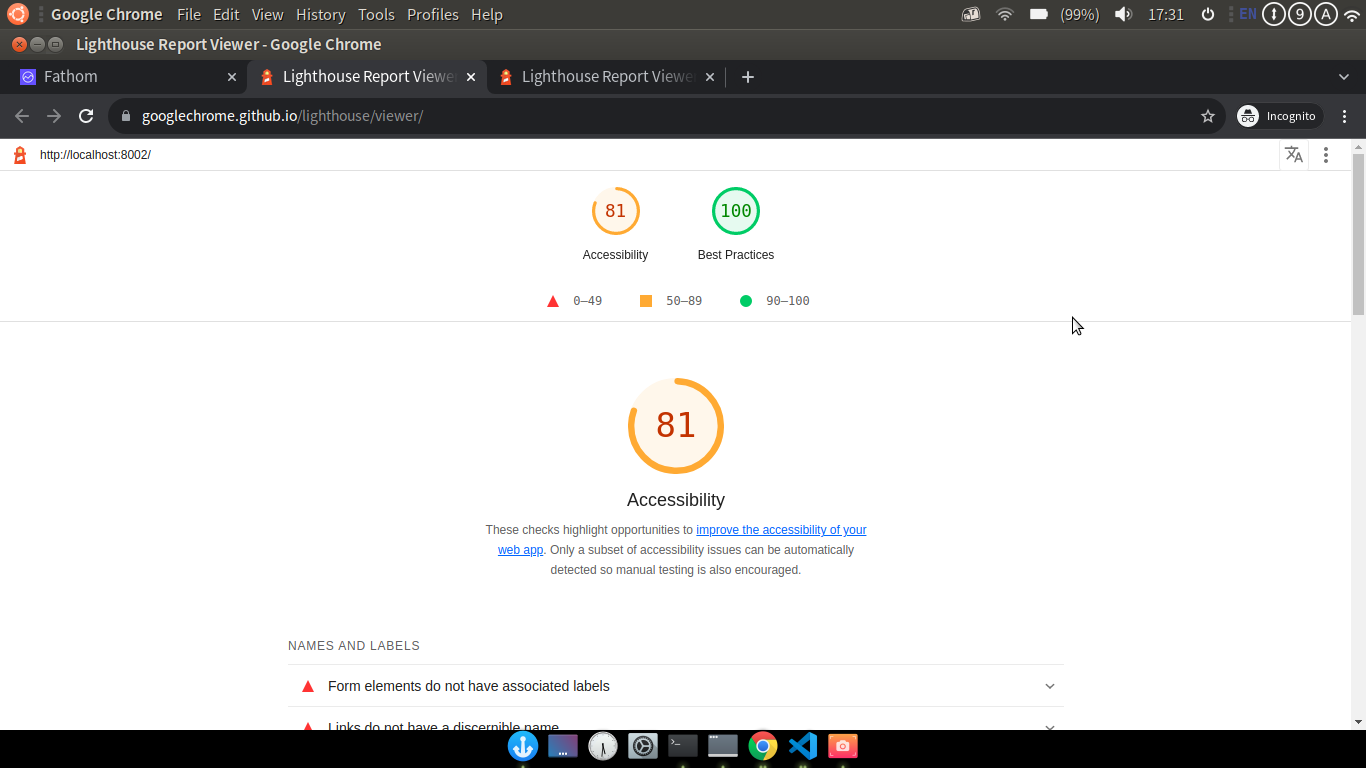 Google Chrome File Edit View History Tools Profiles Help (99%) 17:31 EN 9 A
Lighthouse Report Viewer - Google Chrome
Fathom Lighthouse Report Viewe Lighthouse Report Viewe
googlechrome.github.io/lighthouse/viewer/ Incognito
http://localhost:8002/
81 100
Accessibility Best Practices
0–49 50–89 90–100
81
Accessibility
These checks highlight opportunities to improve the accessibility of your
web app. Only a subset of accessibility issues can be automatically
detected so manual testing is also encouraged.
NAMES AND LABELS
Form elements do not have associated labels
Links do not have a discernible name